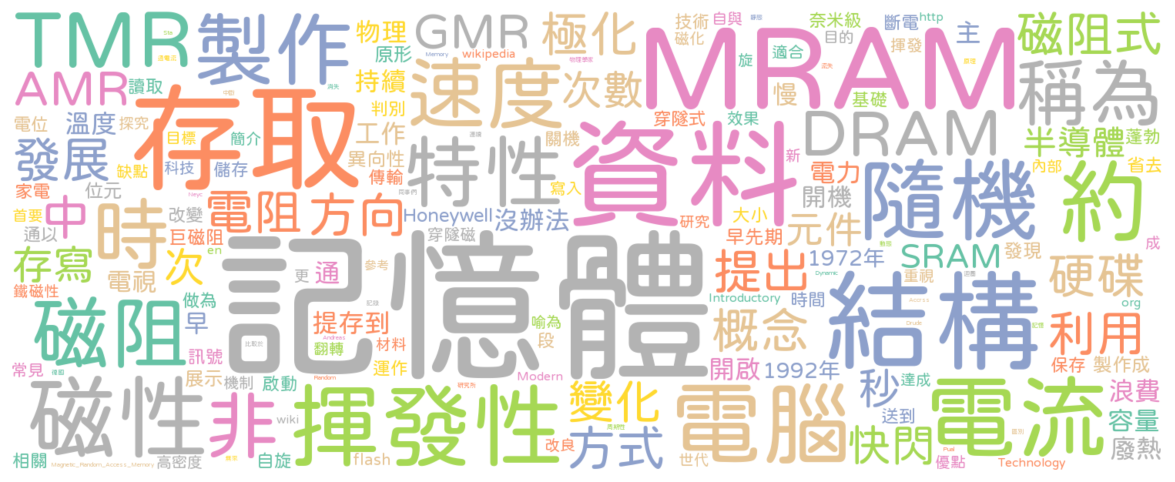 TMR
製作
物理
GMR
極化
MRAM
技術
自與
奈米級
斷電
http
主
磁阻式
磁化
目的
揮發
原形
wikipedia
AMR
讀取
持續
速度
次數
旋
適合
慢
稱為
存取
判別
基礎
電位
溫度
探究
工作
關機
穿隧式
效果
DRAM
半導體
蓬勃
發展
目標
簡介
異向性
特性
資料
新
內部
省去
缺點
科技
儲存
傳輸
寫入
電力
隨機
約
家電
位元
開機
首要
中
時
改變
電阻
方向
Honeywell
沒辦法
研究
大小
元件
通以
巨磁阻
穿隧磁
早先期
成
存寫
次
en
記憶體
提出
1972年
SRAM
發現
硬碟
電視
更
通
參考
重視
鐵磁性
磁阻
做為
早
提存到
Introductory
時間
結構
org
概念
利用
喻為
段
翻轉
材料
訊號
常見
展示
機制
啟動
運作
Modern
開啟
1992年
保存
製作成
磁性
非
揮發性
變化
電腦
秒
達成
電流
浪費
wiki
送到
容量
方式
快閃
廢熱
相關
Magnetic_Random_Access_Memory
高密度
自旋
flash
改良
世代
優點
Technology